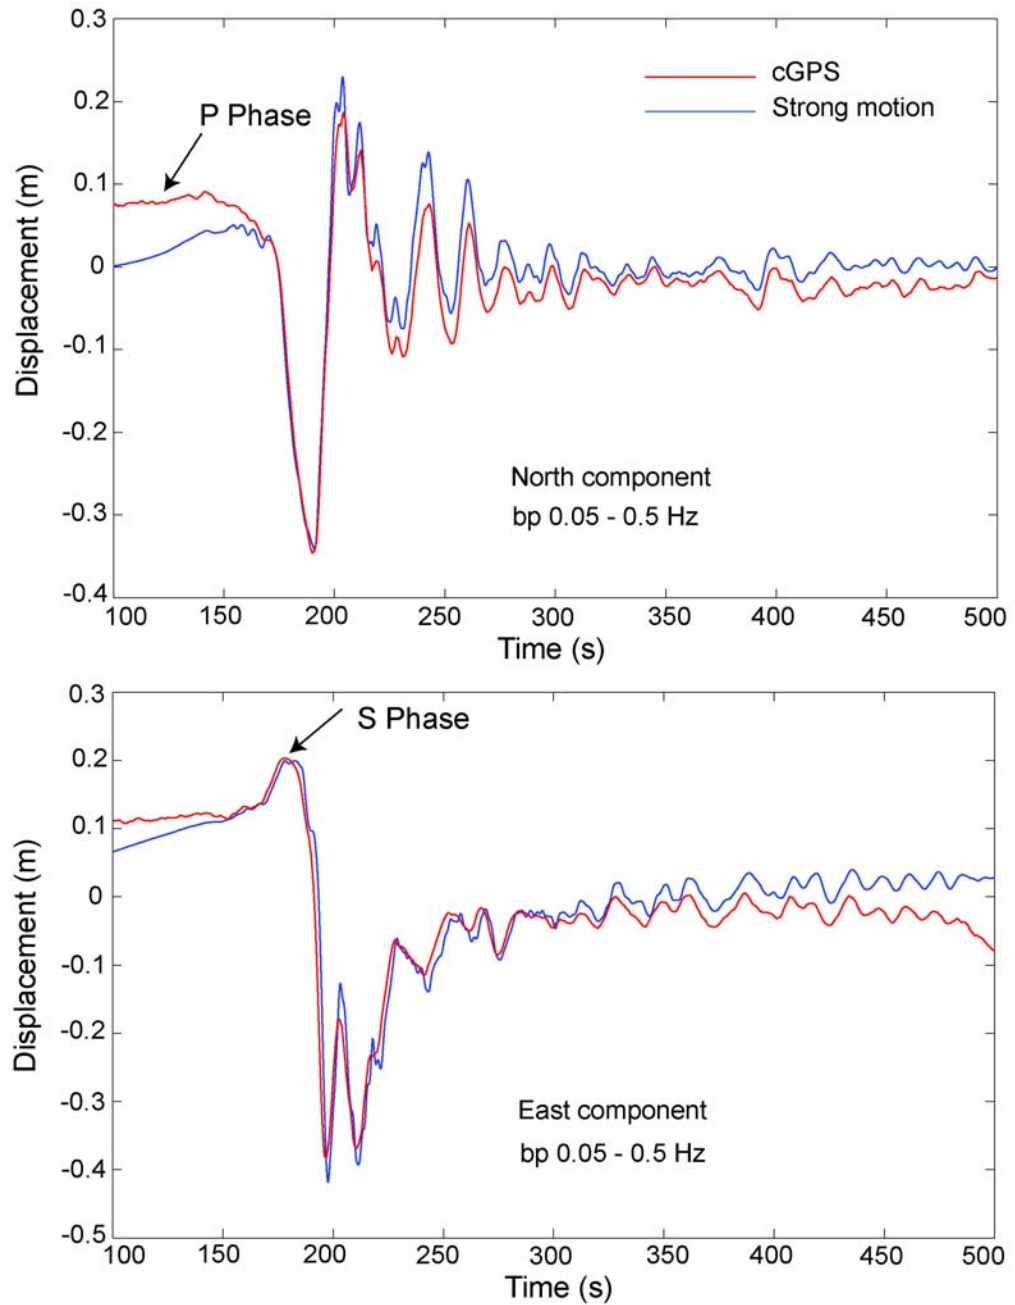 0.3
0.2
0.1
0
-0.1
-0.2
-0.3
-0.4
Displacement (m)
P Phase
cGPS
Strong motion
North component
bp 0.05 - 0.5 Hz
100 150 200 250 300 350 400 450 500
Time (s)
0.3
0.2
0.1
0
-0.1
-0.2
-0.3
-0.4
-0.5
Displacement (m)
S Phase
East component
bp 0.05 - 0.5 Hz
100 150 200 250 300 350 400 450 500
Time (s)